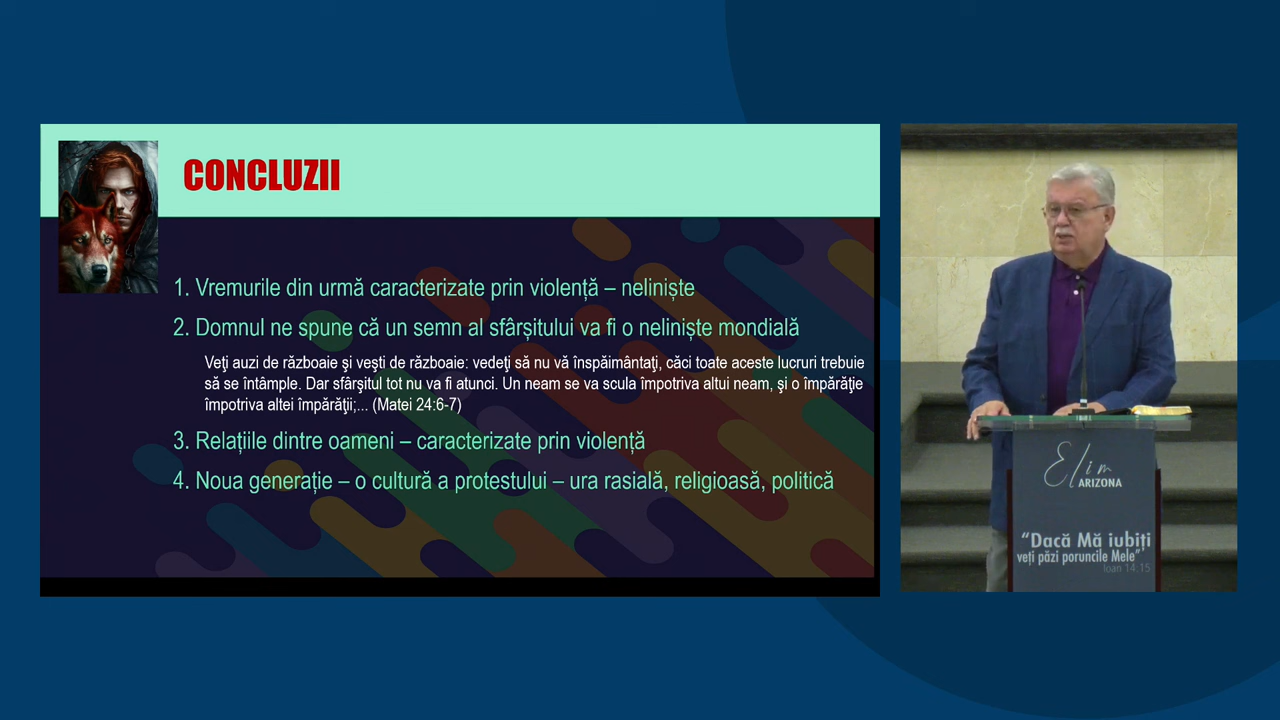 CONCLUZII
1. Vremurile din urmă caracterizate prin violență – neliniște
2. Domnul ne spune că un semn al sfârșitului va fi o neliniște mondială
Veţi auzi de războaie şi veşti de războaie: vedeţi să nu vă înspăimântaţi, căci toate aceste lucruri trebuie
să se întâmple. Dar sfârşitul tot nu va fi atunci. Un neam se va scula împotriva altui neam, şi o împărăţie
împotriva altei împărăţii;... (Matei 24:6-7)
3. Relațiile dintre oameni – caracterizate prin violență
4. Noua generație – o cultură a protestului – ura rasială, religioasă, politică
Elim
ARIZONA
“Dacă Mă iubiți
veți păzi poruncile Mele”
Ioan 14:15